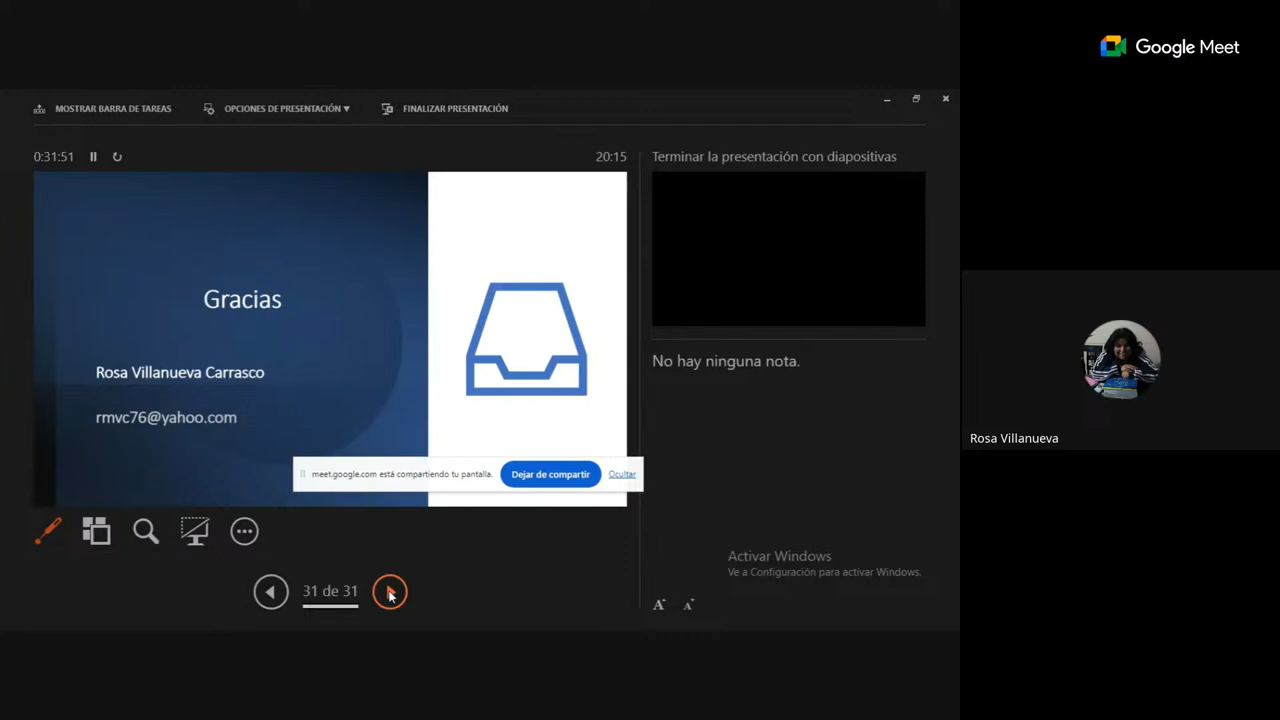 Google Meet
MOSTRAR BARRA DE TAREAS
OPCIONES DE PRESENTACIÓN ▼
FINALIZAR PRESENTACIÓN
0:31:51
20:15
Terminar la presentación con diapositivas
Gracias
Rosa Villanueva Carrasco
rmvc76@yahoo.com
No hay ninguna nota.
Rosa Villanueva
meet.google.com está compartiendo tu pantalla.
Dejar de compartir
Ocultar
Activar Windows
Ve a Configuración para activar Windows.
31 de 31
A A